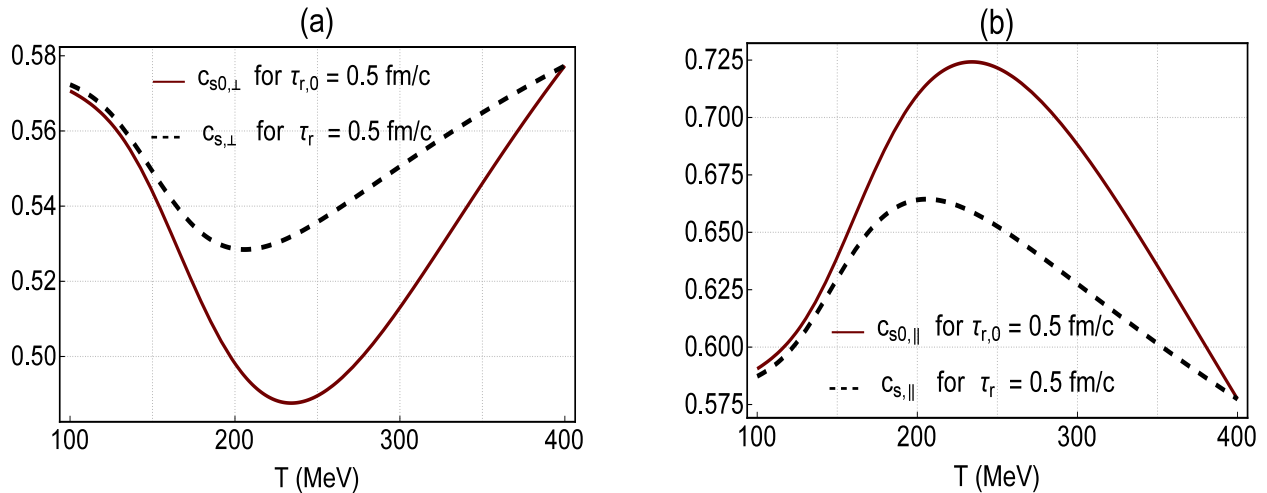 (a)
0.58
0.56
0.54
0.52
0.50
c_{s0,⊥} for τ_{r,0} = 0.5 fm/c
c_{s,⊥} for τ_r = 0.5 fm/c
100 200 300 400
T (MeV)
(b)
0.725
0.700
0.675
0.650
0.625
0.600
0.575
c_{s0,∥} for τ_{r,0} = 0.5 fm/c
c_{s,∥} for τ_r = 0.5 fm/c
100 200 300 400
T (MeV)